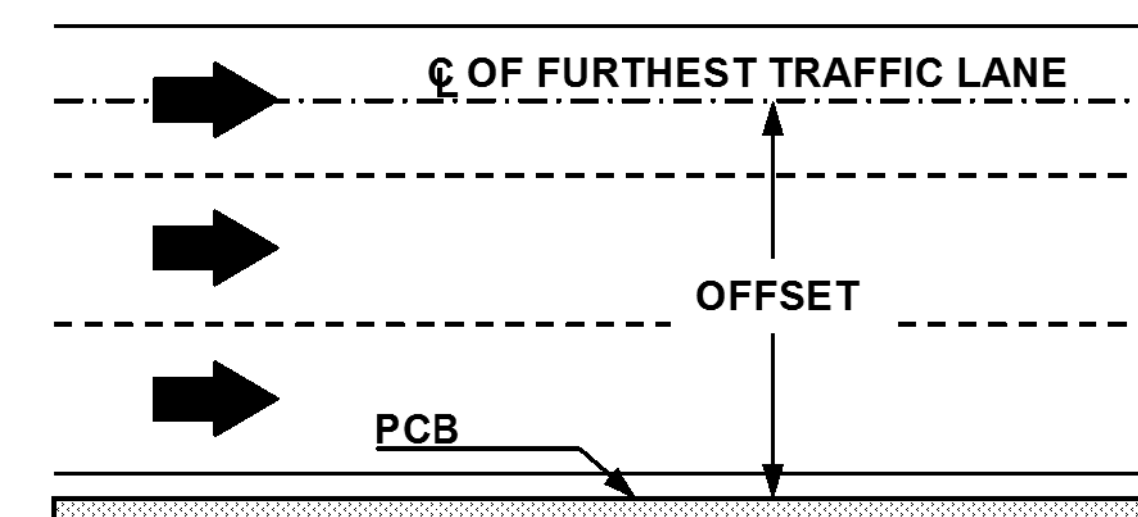 ℄ OF FURTHEST TRAFFIC LANE
OFFSET
PCB